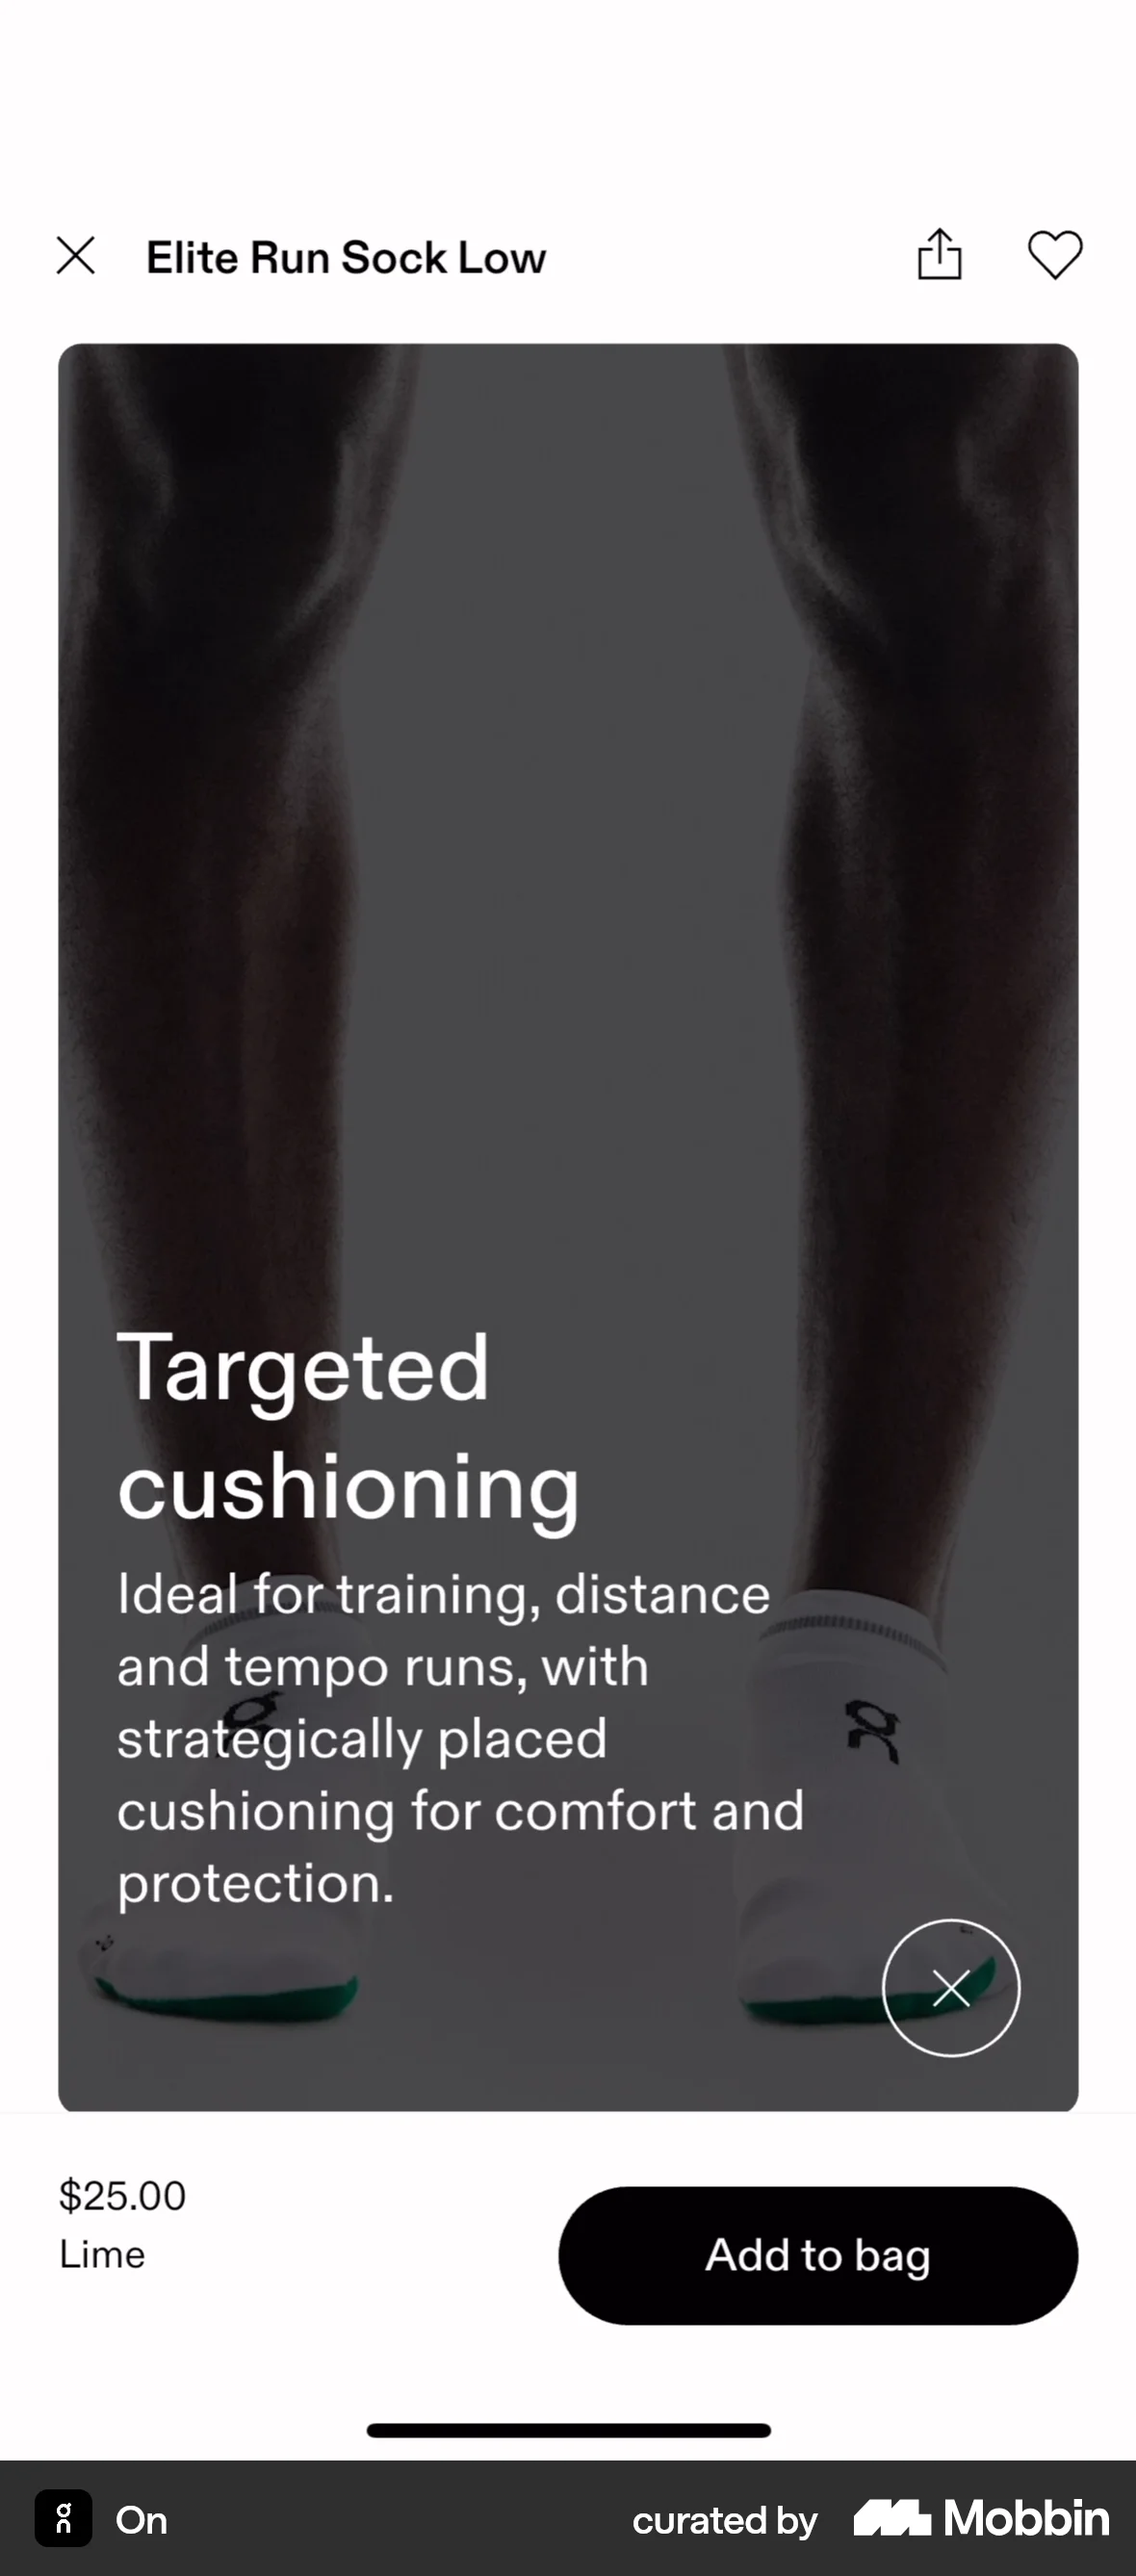 Elite Run Sock Low
Targeted
cushioning
Ideal for training, distance
and tempo runs, with
strategically placed
cushioning for comfort and
protection.
$25.00
Lime
Add to bag
On
curated by Mobbin